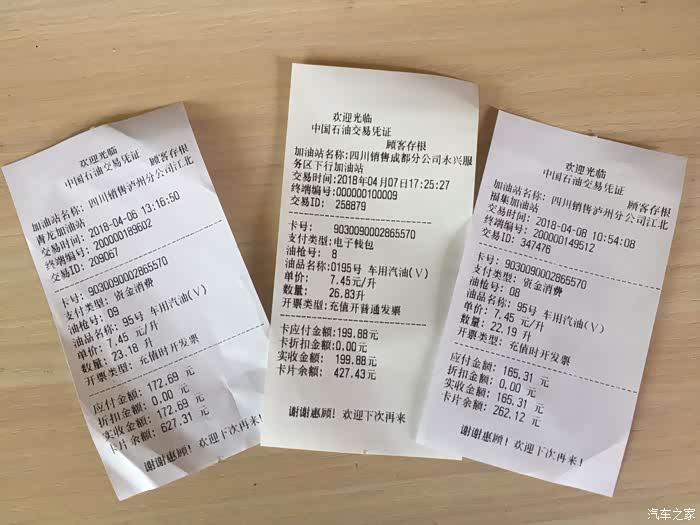 欢迎光临
中国石油交易凭证
顾客存根
加油站名称: 四川销售泸州分公司江北
青龙加油站
交易时间: 2018-04-06 13:16:50
终端编号: 200000189602
交易ID: 209067
卡号: 9030090002865570
支付类型: 资金消费
油枪号: 09
油品名称: 95号 车用汽油(Ⅴ)
单价: 7.45 元/升
数量: 23.18 升
开票类型: 充值时开发票
应付金额: 172.69 元
折扣金额: 0.00 元
实收金额: 172.69 元
卡片余额: 627.31 元
谢谢惠顾! 欢迎下次再来!
欢迎光临
中国石油交易凭证
顾客存根
加油站名称:四川销售成都分公司永兴服
务区下行加油站
交易时间:2018年04月07日17:25:27
终端编号:000000100009
交易ID: 258879
卡号: 9030090002865570
支付类型:电子钱包
油枪号: 8
油品名称:0195号 车用汽油(Ⅴ)
单价: 7.45元/升
数量: 26.83升
开票类型:充值开普通发票
卡应付金额:199.88元
卡折扣金额:0.00元
实收金额: 199.88元
卡片余额: 427.43元
谢谢惠顾! 欢迎下次再来
欢迎光临
中国石油交易凭证
顾客存根
加油站名称: 四川销售泸州分公司江北
福集加油站
交易时间: 2018-04-08 10:54:08
终端编号: 200000149512
交易ID: 347476
卡号: 9030090002865570
支付类型: 资金消费
油枪号: 08
油品名称: 95号 车用汽油(Ⅴ)
单价: 7.45 元/升
数量: 22.19 升
开票类型: 充值时开发票
应付金额: 165.31 元
折扣金额: 0.00 元
实收金额: 165.31 元
卡片余额: 262.12 元
谢谢惠顾! 欢迎下次再来!
汽车之家